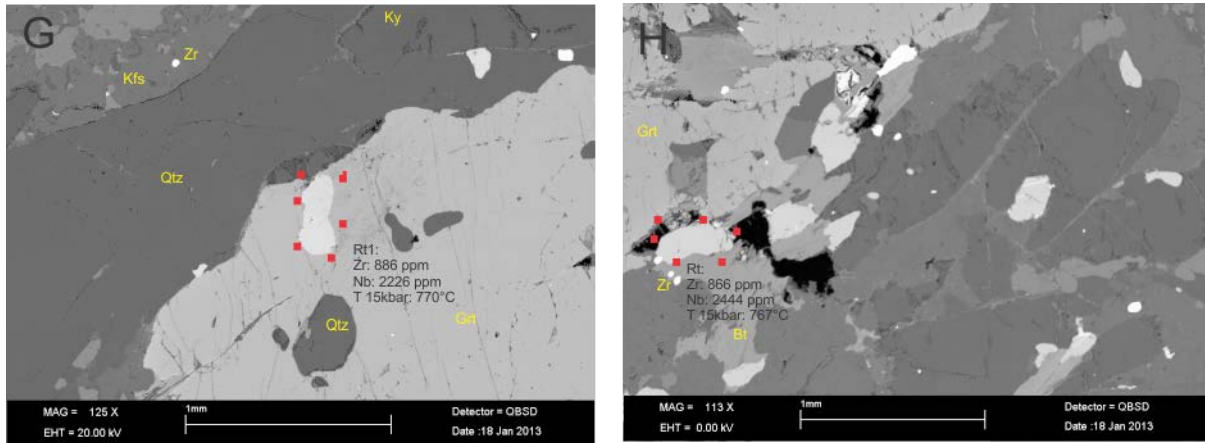 G
Ky
Zr
Kfs
Qtz
Rt1:
Zr: 886 ppm
Nb: 2226 ppm
T 15kbar: 770°C
Qtz
Grt
MAG = 125 X
EHT = 20.00 kV
1mm
Detector = QBSD
Date :18 Jan 2013
H
Grt
Rt:
Zr: 866 ppm
Nb: 2444 ppm
T 15kbar: 767°C
Zr
Bt
MAG = 113 X
EHT = 0.00 kV
1mm
Detector = QBSD
Date :18 Jan 2013